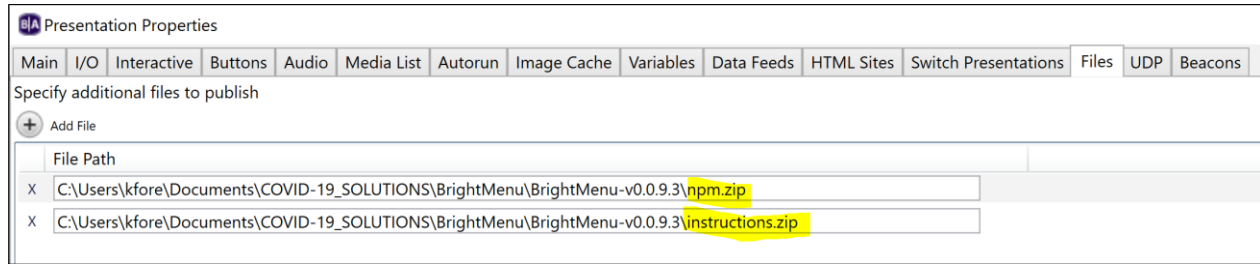 B|A Presentation Properties
Main I/O Interactive Buttons Audio Media List Autorun Image Cache Variables Data Feeds HTML Sites Switch Presentations Files UDP Beacons
Specify additional files to publish
+ Add File
File Path
X C:\Users\kfore\Documents\COVID-19_SOLUTIONS\BrightMenu\BrightMenu-v0.0.9.3\npm.zip
X C:\Users\kfore\Documents\COVID-19_SOLUTIONS\BrightMenu\BrightMenu-v0.0.9.3\instructions.zip